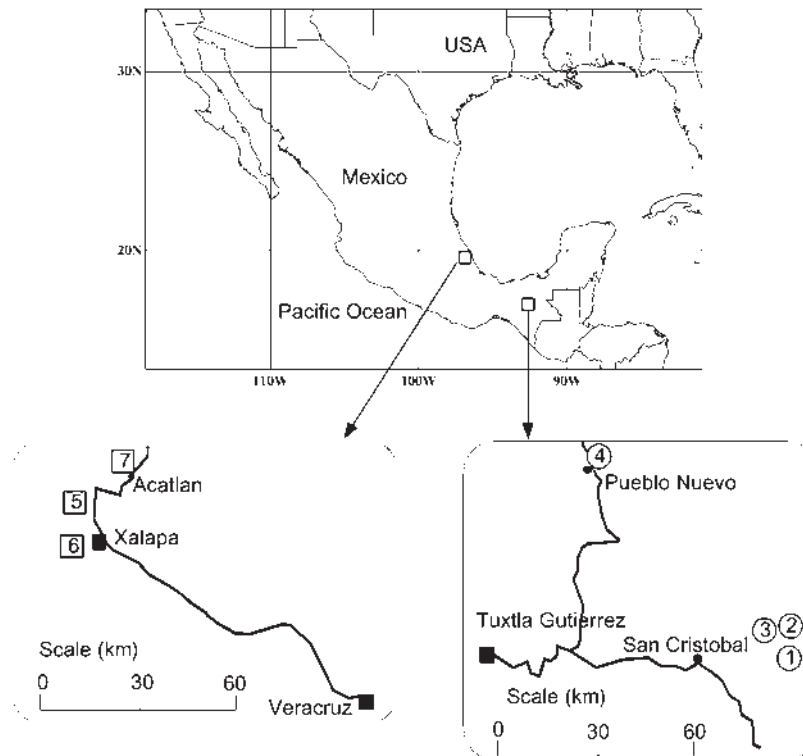 USA
30N
Mexico
20N
Pacific Ocean
110W 100W 90W
7
Acatlan
5
6 Xalapa
Scale (km)
0 30 60
Veracruz
4
Pueblo Nuevo
Tuxtla Gutierrez
San Cristobal 3 2
1
Scale (km)
0 30 60